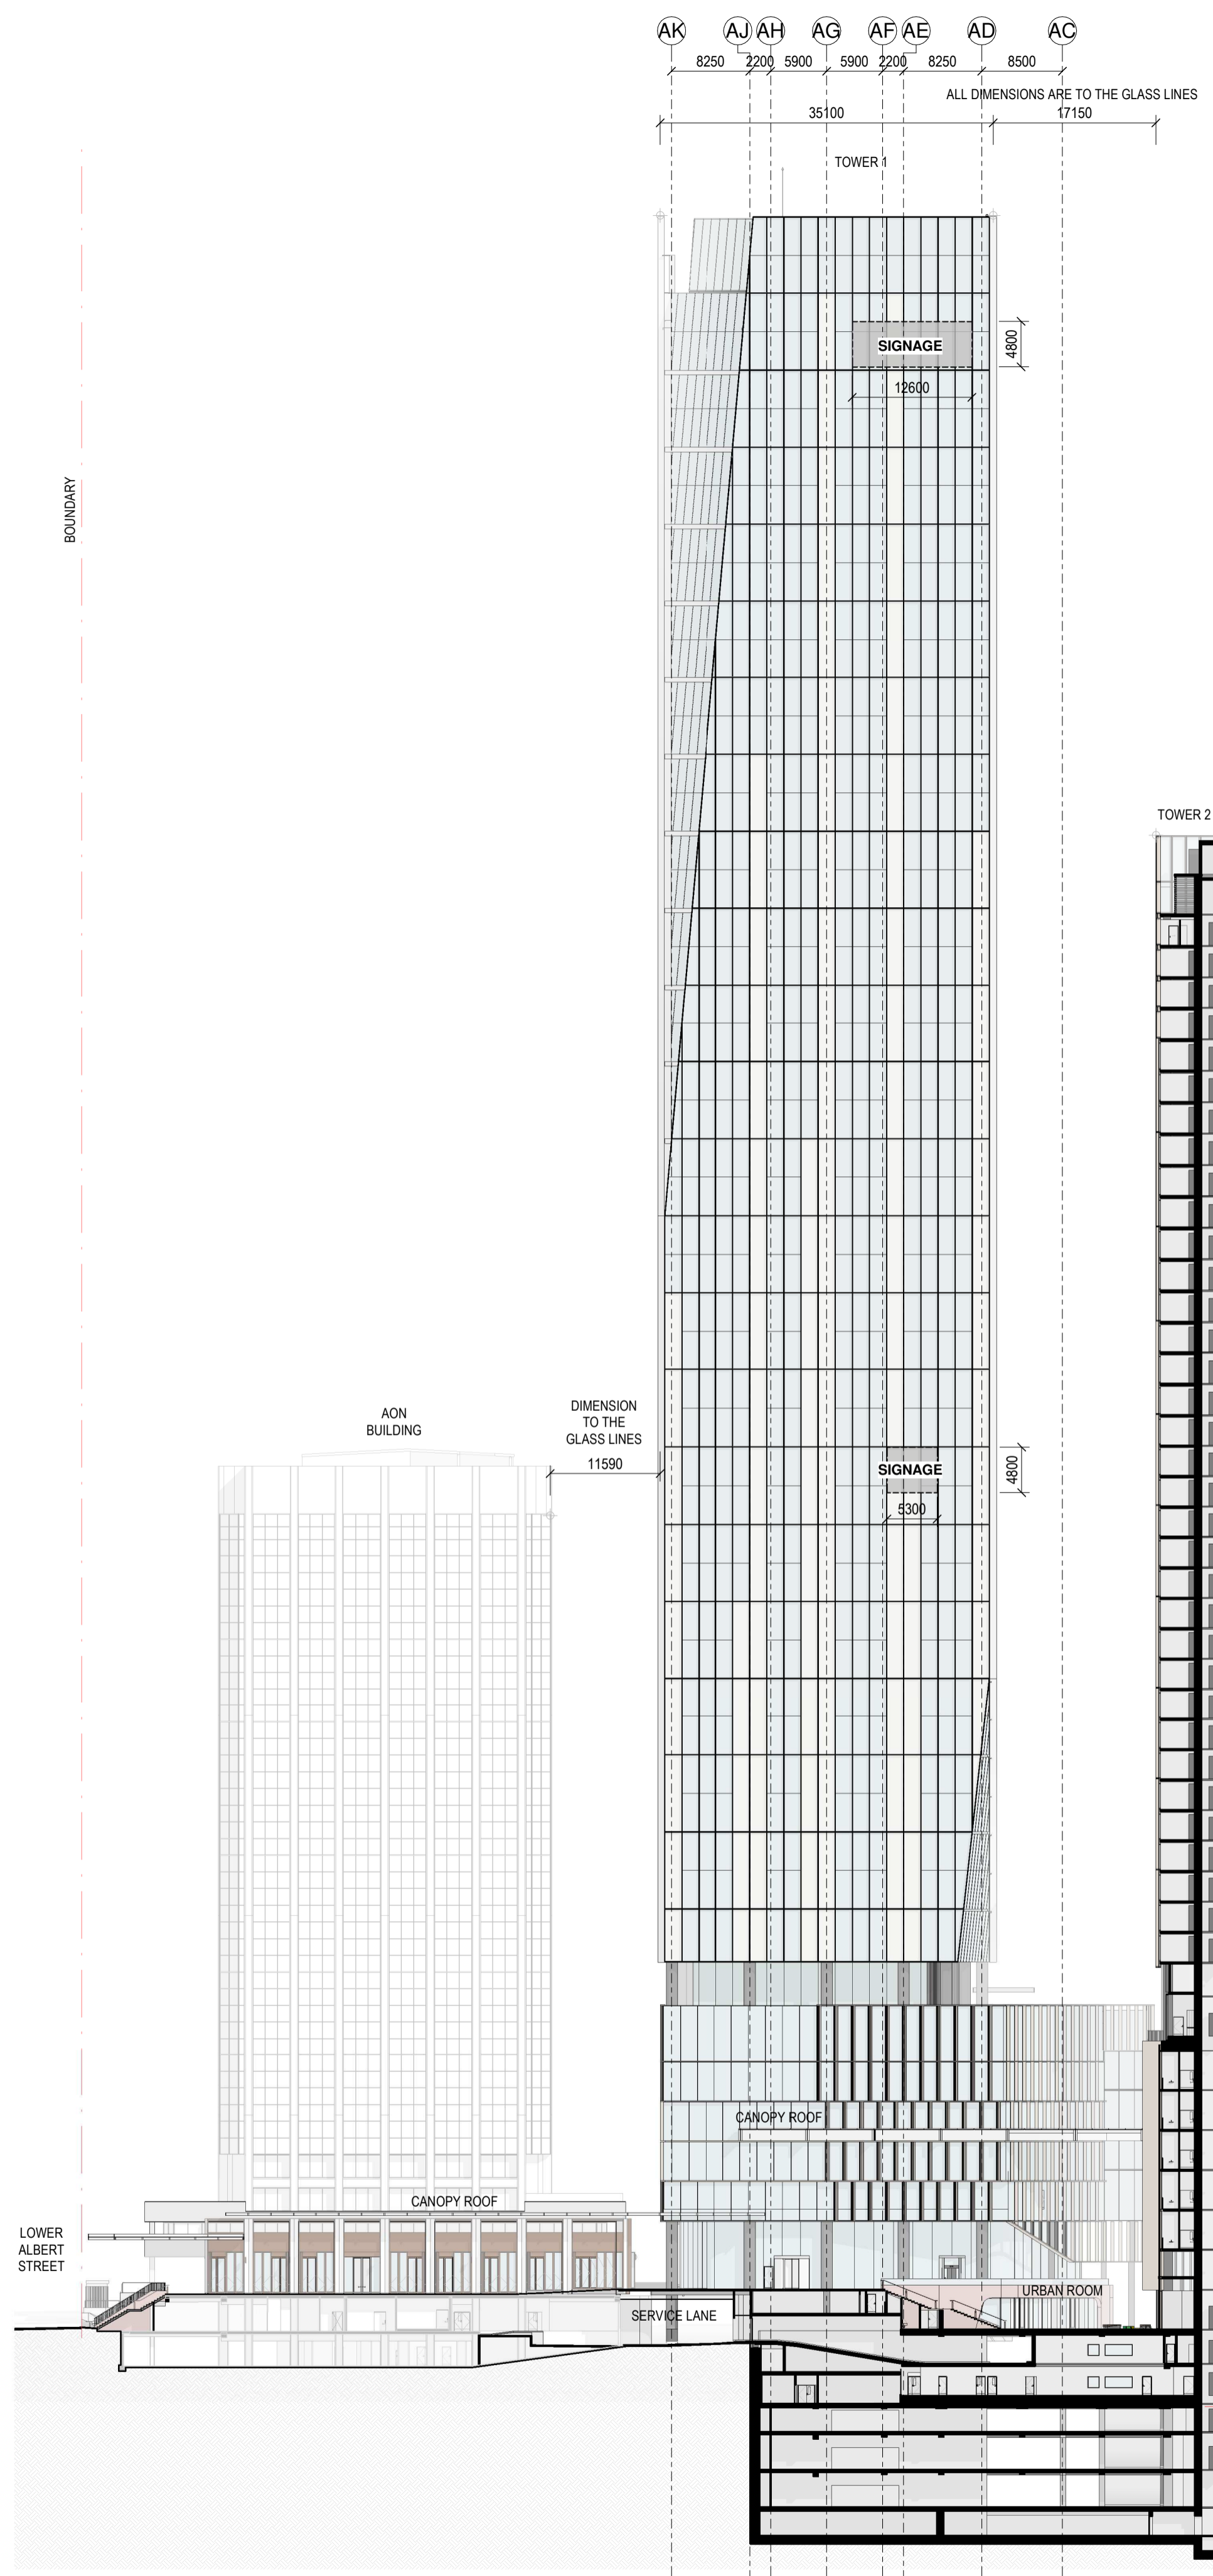 AK AJ AH AG AF AE AD AC
8250 2200 5900 5900 2200 8250 8500
ALL DIMENSIONS ARE TO THE GLASS LINES
35100 17150
TOWER 1
SIGNAGE
4800
12600
BOUNDARY
TOWER 2
AON
BUILDING
DIMENSION
TO THE
GLASS LINES
11590
SIGNAGE
4800
5300
CANOPY ROOF
CANOPY ROOF
LOWER
ALBERT
STREET
URBAN ROOM
SERVICE LANE